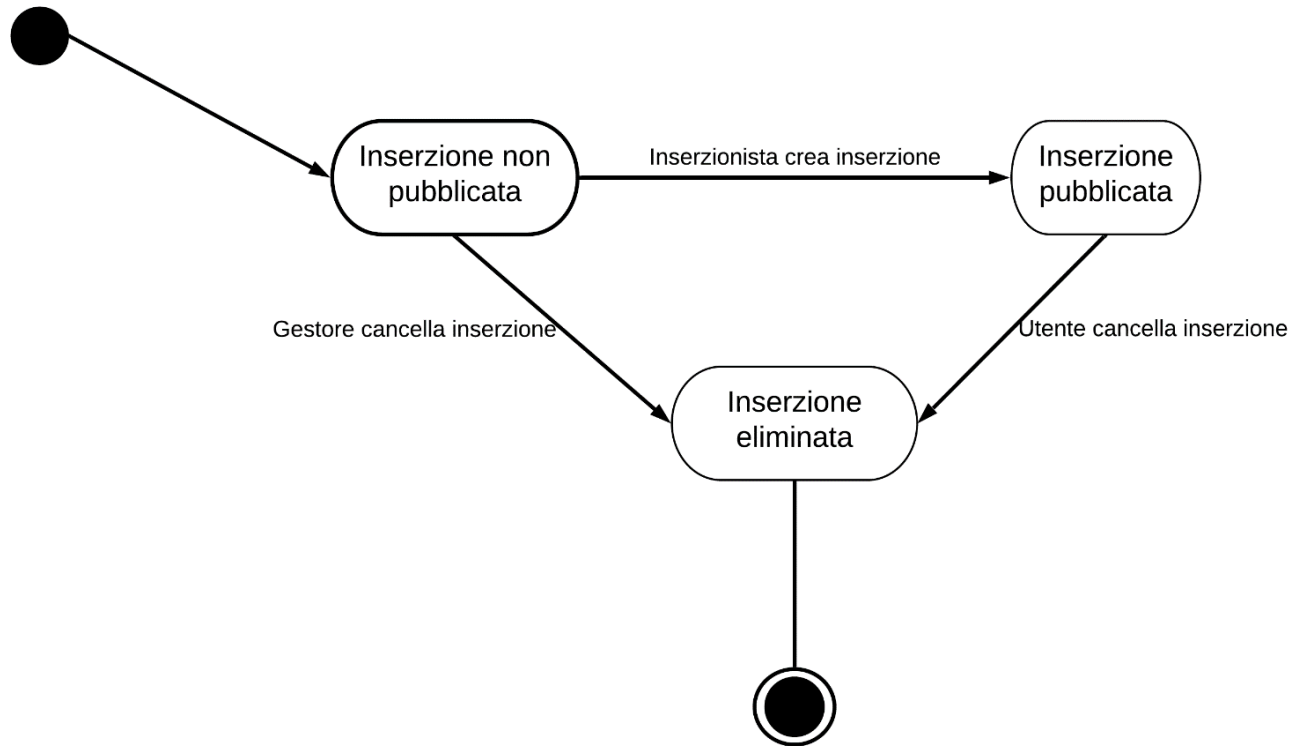 Inserzione non
pubblicata
Inserzionista crea inserzione
Inserzione
pubblicata
Gestore cancella inserzione
Utente cancella inserzione
Inserzione
eliminata